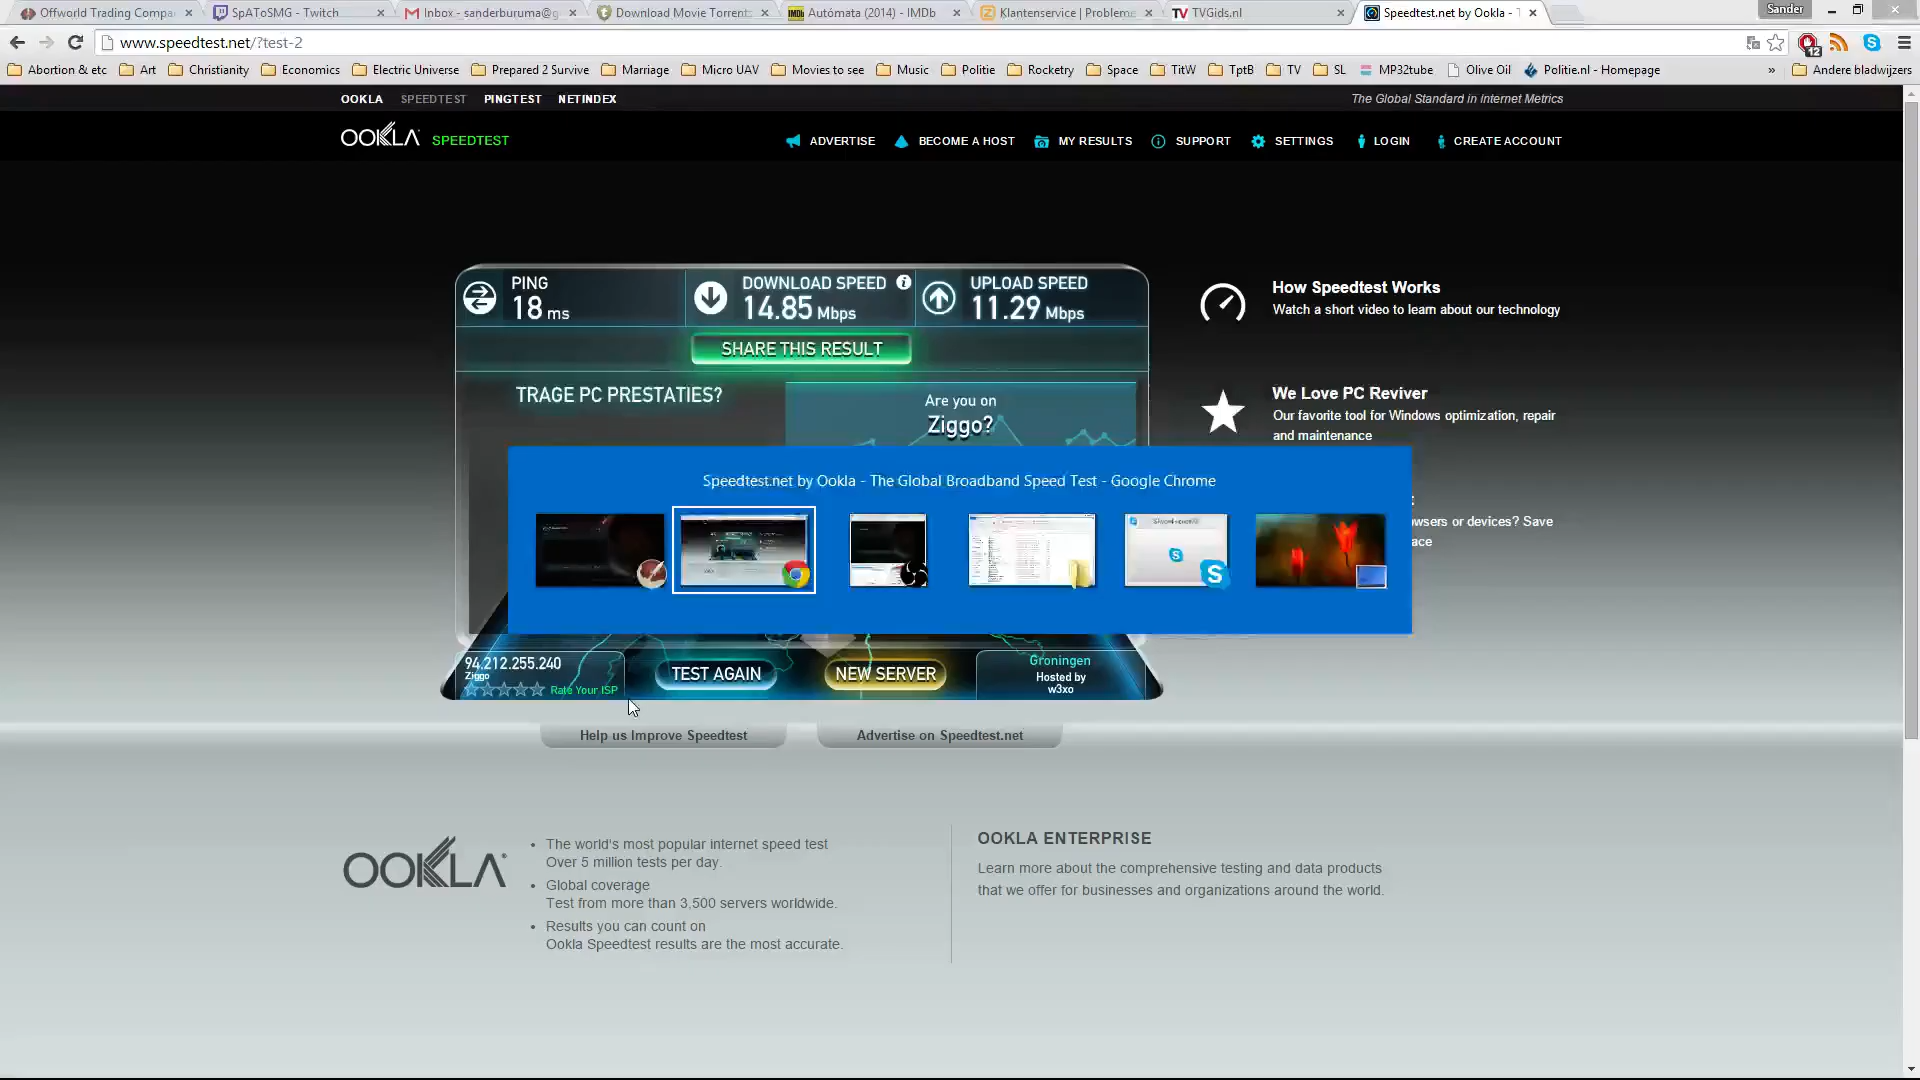 Offworld Trading Compa
SpAToSMG - Twitch
Inbox - sanderburuma@g
Download Movie Torrent
IMDb Autómata (2014) - IMDb
Klantenservice | Probleme
TV TVGids.nl
Speedtest.net by Ookla - T
Sander
www.speedtest.net/?test-2
12
Abortion & etc
Art
Christianity
Economics
Electric Universe
Prepared 2 Survive
Marriage
Micro UAV
Movies to see
Music
Politie
Rocketry
Space
TitW
TptB
TV
SL
MP32tube
Olive Oil
Politie.nl - Homepage
»
Andere bladwijzers
OOKLA SPEEDTEST PINGTEST NETINDEX
The Global Standard in Internet Metrics
OOKLA SPEEDTEST
ADVERTISE
BECOME A HOST
MY RESULTS
SUPPORT
SETTINGS
LOGIN
CREATE ACCOUNT
PING
18 ms
DOWNLOAD SPEED
14.85 Mbps
UPLOAD SPEED
11.29 Mbps
SHARE THIS RESULT
TRAGE PC PRESTATIES?
Are you on
Ziggo?
How Speedtest Works
Watch a short video to learn about our technology
We Love PC Reviver
Our favorite tool for Windows optimization, repair
and maintenance
Speedtest.net by Ookla - The Global Broadband Speed Test - Google Chrome
owsers or devices? Save
ace
94.212.255.240
Ziggo
Rate Your ISP
TEST AGAIN
NEW SERVER
Groningen
Hosted by
w3xo
Help us Improve Speedtest
Advertise on Speedtest.net
OOKLA
• The world's most popular internet speed test
Over 5 million tests per day.
• Global coverage
Test from more than 3,500 servers worldwide.
• Results you can count on
Ookla Speedtest results are the most accurate.
OOKLA ENTERPRISE
Learn more about the comprehensive testing and data products
that we offer for businesses and organizations around the world.